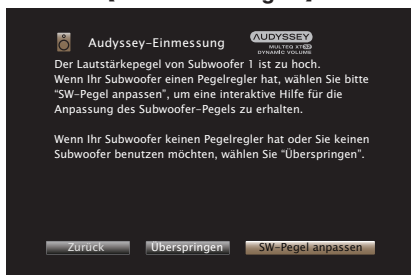 Audyssey-Einmessung
AUDYSSEY
MULTEQ XT32
DYNAMIC VOLUME
Der Lautstärkepegel von Subwoofer 1 ist zu hoch.
Wenn Ihr Subwoofer einen Pegelregler hat, wählen Sie bitte
"SW-Pegel anpassen", um eine interaktive Hilfe für die
Anpassung des Subwoofer-Pegels zu erhalten.
Wenn Ihr Subwoofer keinen Pegelregler hat oder Sie keinen
Subwoofer benutzen möchten, wählen Sie "Überspringen".
Zurück Überspringen SW-Pegel anpassen